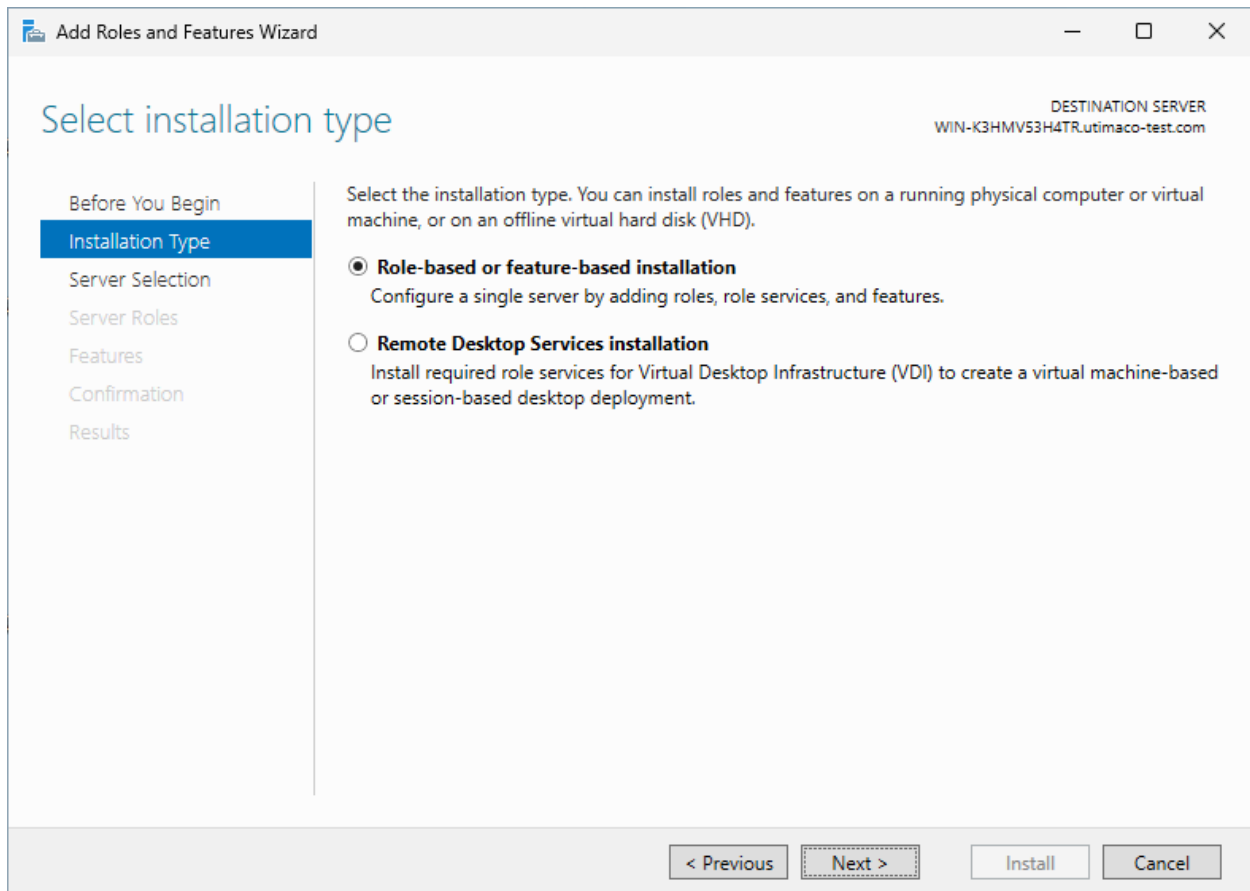 Add Roles and Features Wizard
Select installation type
DESTINATION SERVER
WIN-K3HMV53H4TR.utimaco-test.com
Before You Begin
Installation Type
Server Selection
Server Roles
Features
Confirmation
Results
Select the installation type. You can install roles and features on a running physical computer or virtual
machine, or on an offline virtual hard disk (VHD).
Role-based or feature-based installation
Configure a single server by adding roles, role services, and features.
Remote Desktop Services installation
Install required role services for Virtual Desktop Infrastructure (VDI) to create a virtual machine-based
or session-based desktop deployment.
< Previous
Next >
Install
Cancel